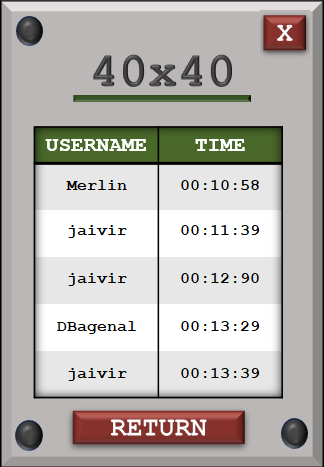 X
40x40
USERNAME TIME
Merlin 00:10:58
jaivir 00:11:39
jaivir 00:12:90
DBagenal 00:13:29
jaivir 00:13:39
RETURN